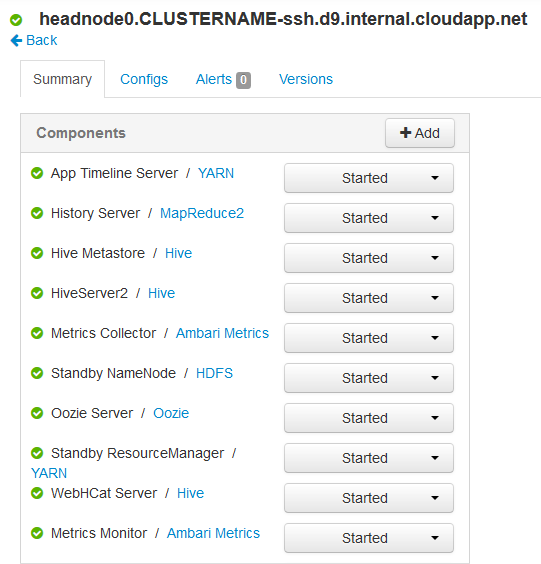 headnode0.CLUSTERNAME-ssh.d9.internal.cloudapp.net
Back
Summary Configs Alerts 0 Versions
Components Add
App Timeline Server / YARN Started
History Server / MapReduce2 Started
Hive Metastore / Hive Started
HiveServer2 / Hive Started
Metrics Collector / Ambari Metrics Started
Standby NameNode / HDFS Started
Oozie Server / Oozie Started
Standby ResourceManager / Started
YARN
WebHCat Server / Hive Started
Metrics Monitor / Ambari Metrics Started